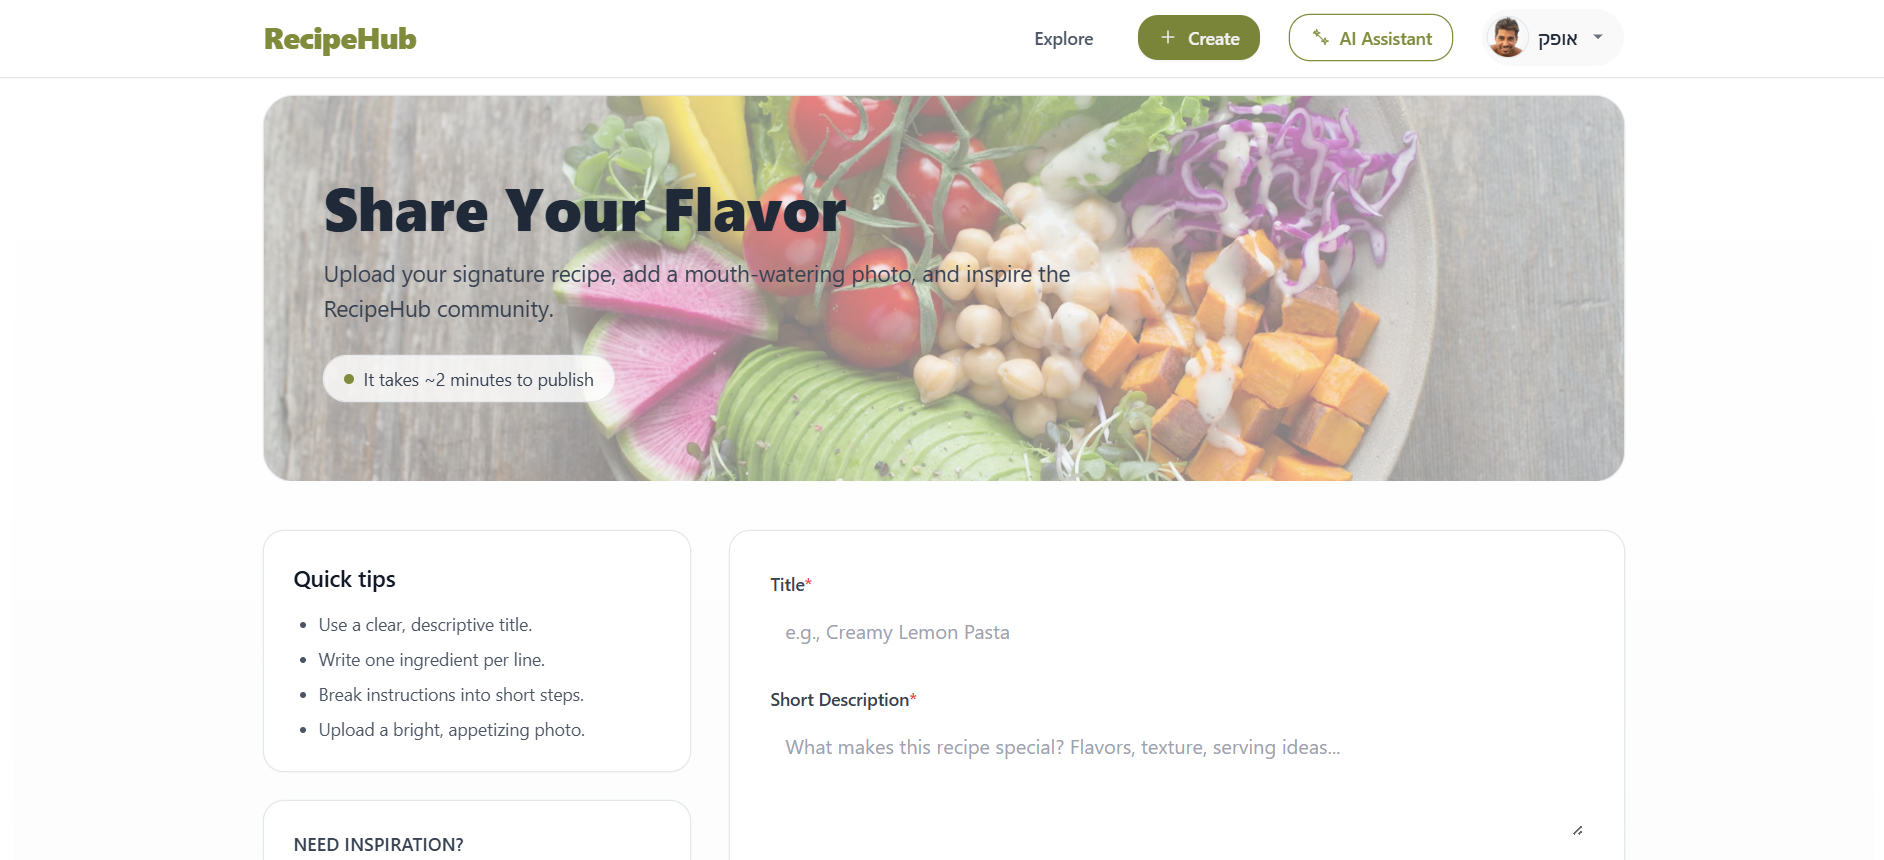 RecipeHub
Explore
Create
AI Assistant
אופק
Share Your Flavor
Upload your signature recipe, add a mouth-watering photo, and inspire the
RecipeHub community.
It takes ~2 minutes to publish
Quick tips
• Use a clear, descriptive title.
• Write one ingredient per line.
• Break instructions into short steps.
• Upload a bright, appetizing photo.
NEED INSPIRATION?
Title*
e.g., Creamy Lemon Pasta
Short Description*
What makes this recipe special? Flavors, texture, serving ideas...